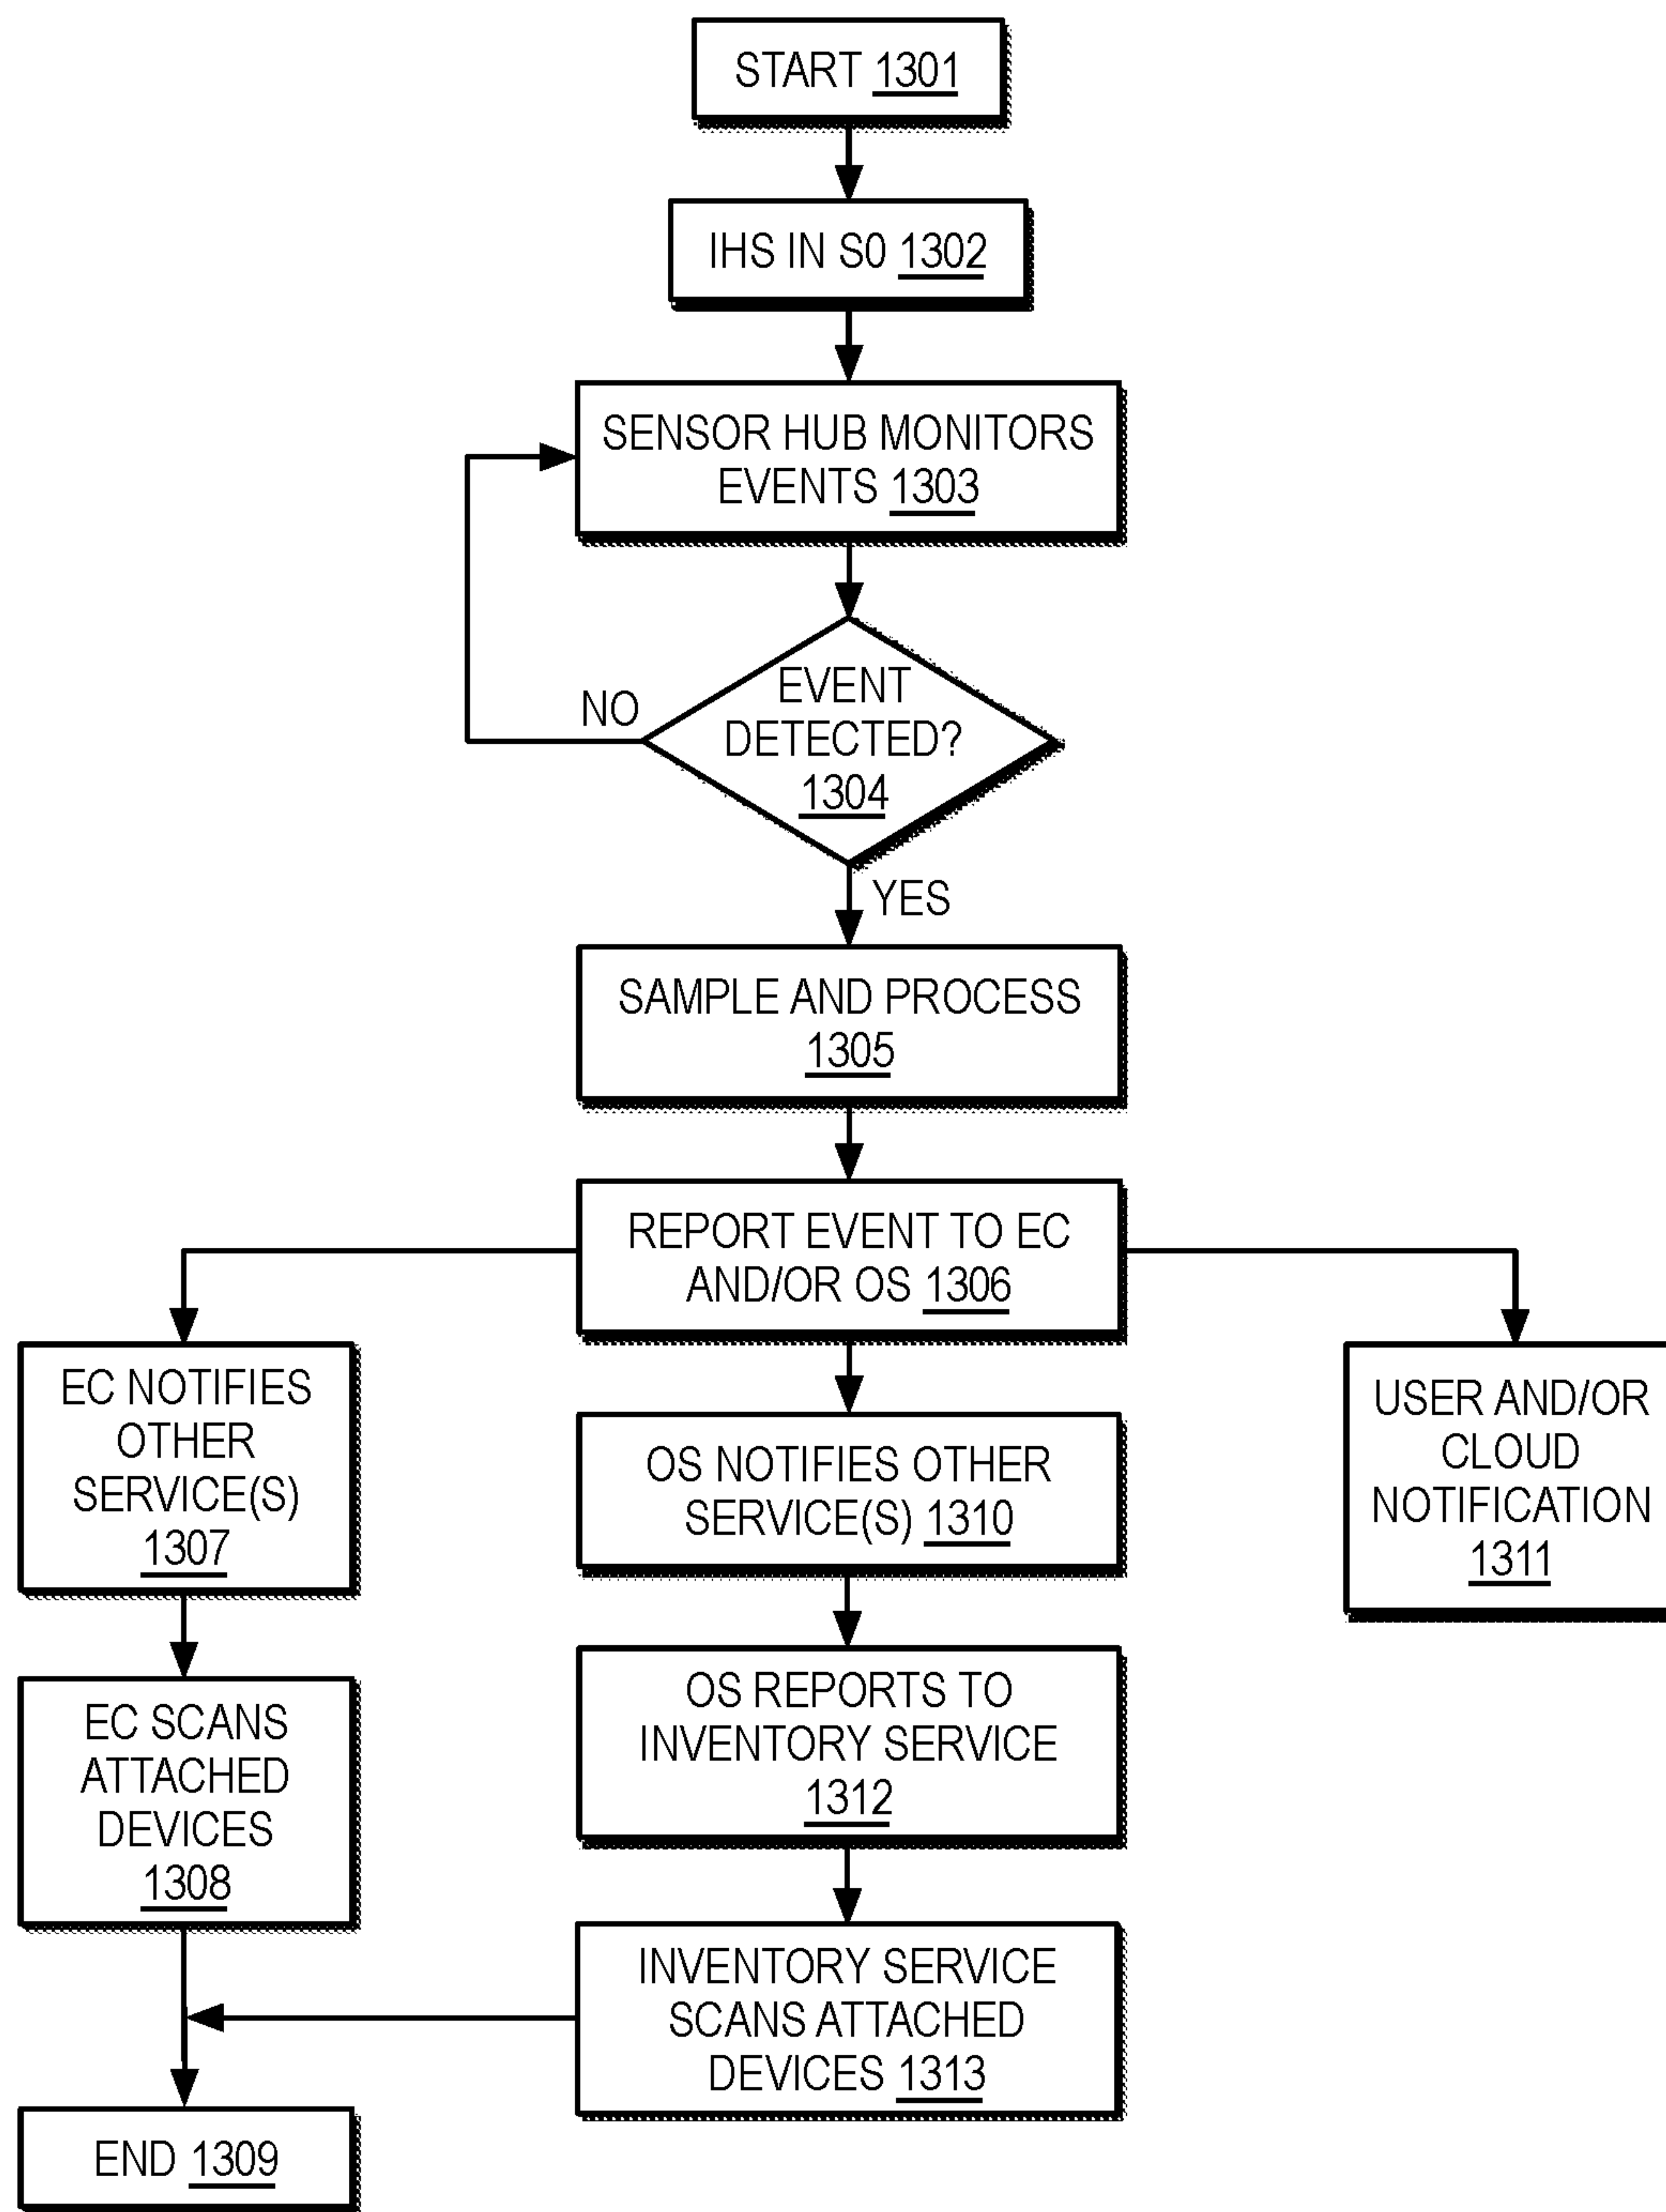 START 1301
IHS IN S0 1302
SENSOR HUB MONITORS
EVENTS 1303
EVENT
DETECTED?
1304
NO
YES
SAMPLE AND PROCESS
1305
REPORT EVENT TO EC
AND/OR OS 1306
EC NOTIFIES
OTHER
SERVICE(S)
1307
OS NOTIFIES OTHER
SERVICE(S) 1310
USER AND/OR
CLOUD
NOTIFICATION
1311
EC SCANS
ATTACHED
DEVICES
1308
OS REPORTS TO
INVENTORY SERVICE
1312
INVENTORY SERVICE
SCANS ATTACHED
DEVICES 1313
END 1309